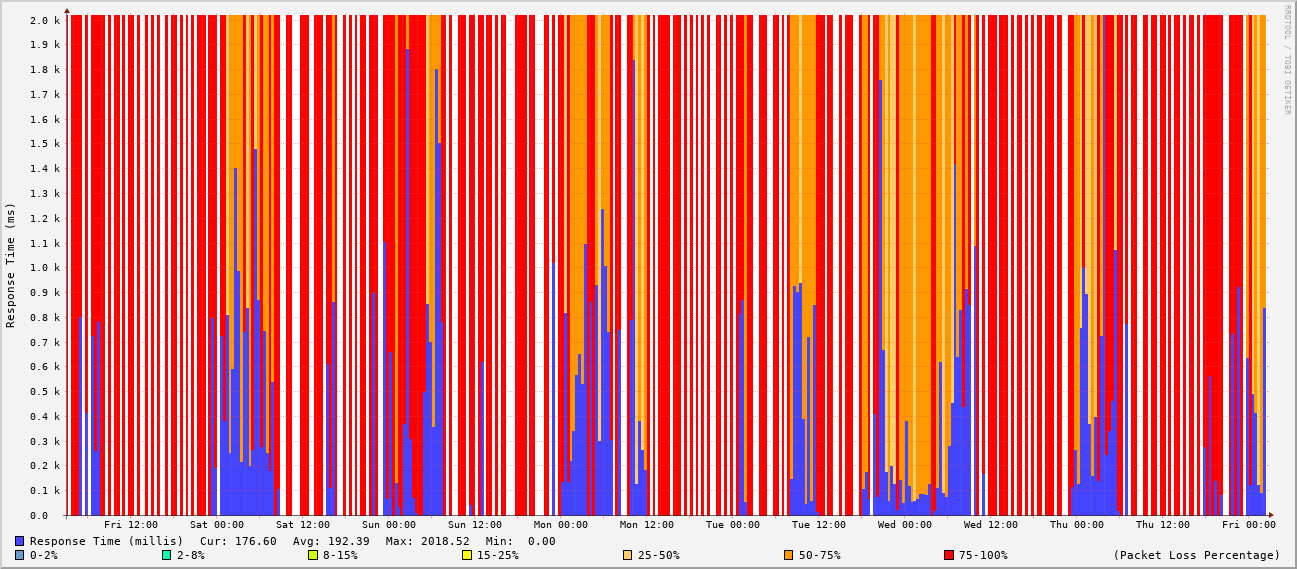 RRDTOOL / TOBI OETIKER
Response Time (ms)
2.0 k
1.9 k
1.8 k
1.7 k
1.6 k
1.5 k
1.4 k
1.3 k
1.2 k
1.1 k
1.0 k
0.9 k
0.8 k
0.7 k
0.6 k
0.5 k
0.4 k
0.3 k
0.2 k
0.1 k
0.0
Fri 12:00 Sat 00:00 Sat 12:00 Sun 00:00 Sun 12:00 Mon 00:00 Mon 12:00 Tue 00:00 Tue 12:00 Wed 00:00 Wed 12:00 Thu 00:00 Thu 12:00 Fri 00:00
Response Time (millis) Cur: 176.60 Avg: 192.39 Max: 2018.52 Min: 0.00
0-2% 2-8% 8-15% 15-25% 25-50% 50-75% 75-100% (Packet Loss Percentage)